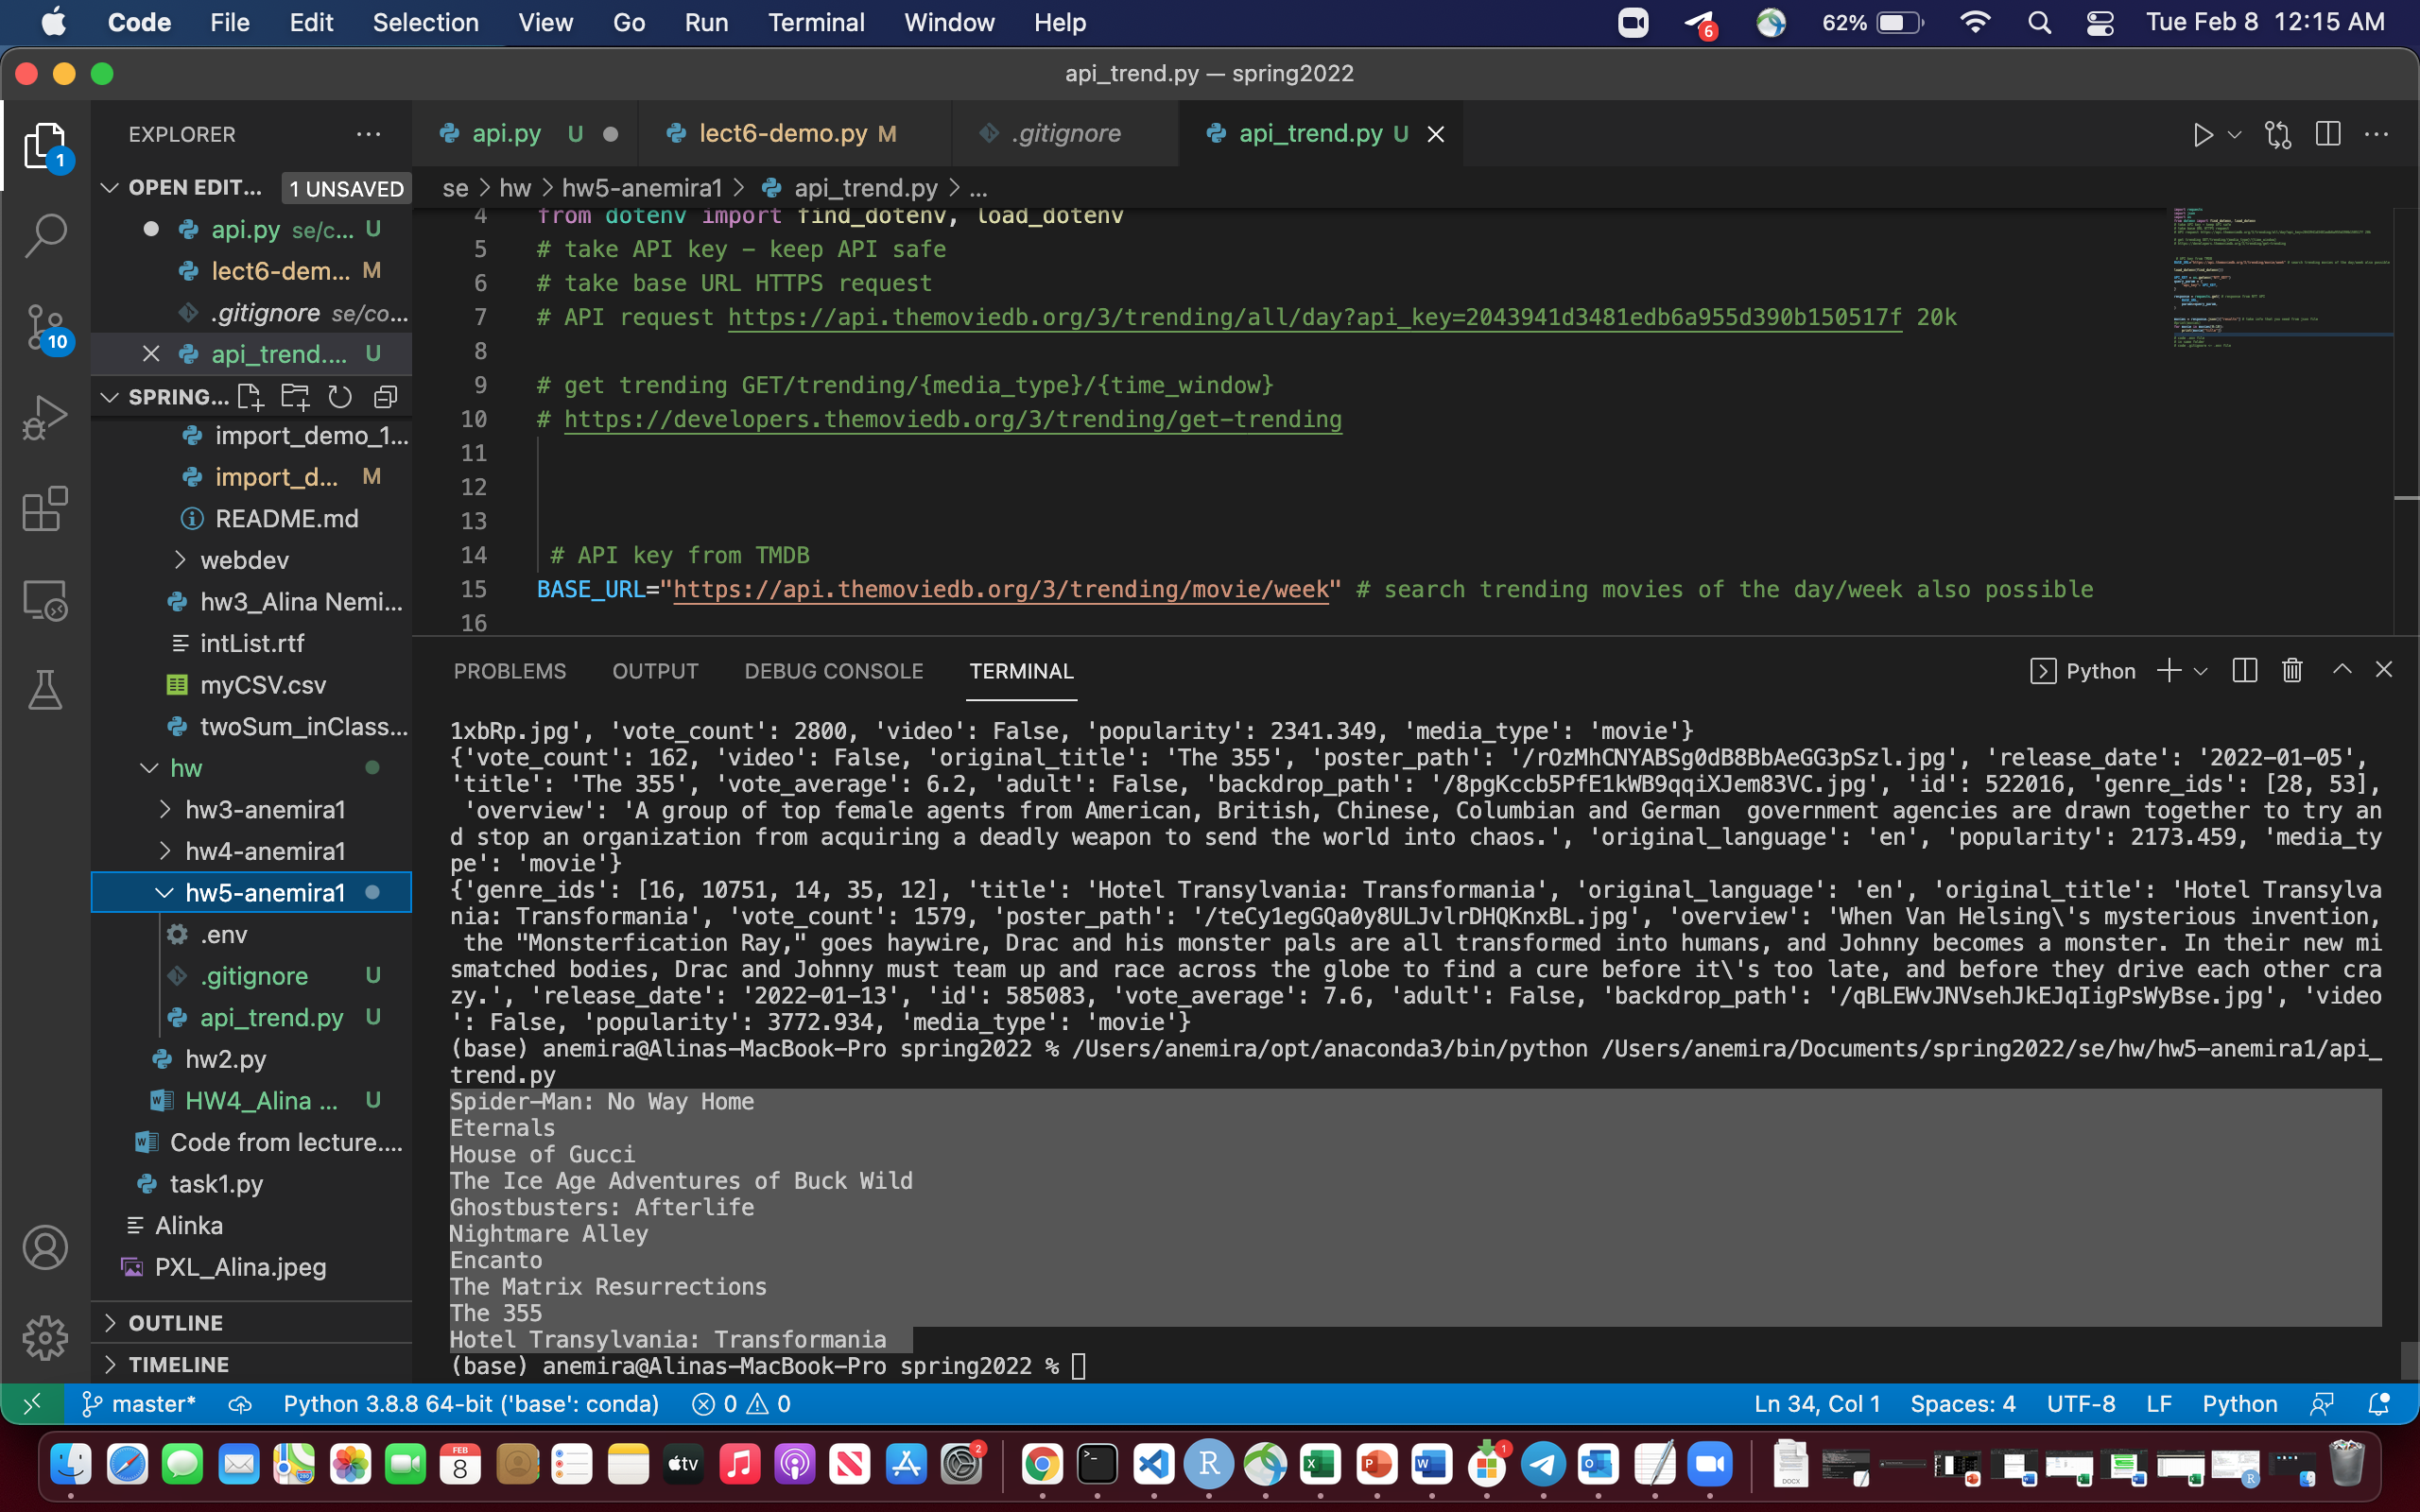 Code File Edit Selection View Go Run Terminal Window Help 6 62% Tue Feb 8 12:15 AM
api_trend.py — spring2022
1
EXPLORER
api.py U
lect6-demo.py M
.gitignore
api_trend.py U
OPEN EDIT... 1 UNSAVED
api.py se/c... U
lect6-dem... M
.gitignore se/co...
api_trend.... U
10
SPRING...
import_demo_1...
import_d... M
README.md
webdev
hw3_Alina Nemi...
intList.rtf
myCSV.csv
twoSum_inClass...
hw
hw3-anemira1
hw4-anemira1
hw5-anemira1
.env
.gitignore U
api_trend.py U
hw2.py
HW4_Alina ... U
Code from lecture....
task1.py
Alinka
PXL_Alina.jpeg
OUTLINE
TIMELINE
se > hw > hw5-anemira1 > api_trend.py > ...
4 from dotenv import find_dotenv, load_dotenv
5 # take API key - keep API safe
6 # take base URL HTTPS request
7 # API request https://api.themoviedb.org/3/trending/all/day?api_key=2043941d3481edb6a955d390b150517f 20k
8
9 # get trending GET/trending/{media_type}/{time_window}
10 # https://developers.themoviedb.org/3/trending/get-trending
11
12
13
14 # API key from TMDB
15 BASE_URL="https://api.themoviedb.org/3/trending/movie/week" # search trending movies of the day/week also possible
16
PROBLEMS OUTPUT DEBUG CONSOLE TERMINAL Python
1xbRp.jpg', 'vote_count': 2800, 'video': False, 'popularity': 2341.349, 'media_type': 'movie'}
{'vote_count': 162, 'video': False, 'original_title': 'The 355', 'poster_path': '/rOzMhCNYABSg0dB8BbAeGG3pSzl.jpg', 'release_date': '2022-01-05',
'title': 'The 355', 'vote_average': 6.2, 'adult': False, 'backdrop_path': '/8pgKccb5PfE1kWB9qqiXJem83VC.jpg', 'id': 522016, 'genre_ids': [28, 53],
'overview': 'A group of top female agents from American, British, Chinese, Columbian and German  government agencies are drawn together to try an
d stop an organization from acquiring a deadly weapon to send the world into chaos.', 'original_language': 'en', 'popularity': 2173.459, 'media_ty
pe': 'movie'}
{'genre_ids': [16, 10751, 14, 35, 12], 'title': 'Hotel Transylvania: Transformania', 'original_language': 'en', 'original_title': 'Hotel Transylva
nia: Transformania', 'vote_count': 1579, 'poster_path': '/teCy1egGQa0y8ULJvlrDHQKnxBL.jpg', 'overview': 'When Van Helsing\'s mysterious invention,
the "Monsterfication Ray," goes haywire, Drac and his monster pals are all transformed into humans, and Johnny becomes a monster. In their new mi
smatched bodies, Drac and Johnny must team up and race across the globe to find a cure before it\'s too late, and before they drive each other cra
zy.', 'release_date': '2022-01-13', 'id': 585083, 'vote_average': 7.6, 'adult': False, 'backdrop_path': '/qBLEWvJNVsehJkEJqIigPsWyBse.jpg', 'video
': False, 'popularity': 3772.934, 'media_type': 'movie'}
(base) anemira@Alinas-MacBook-Pro spring2022 % /Users/anemira/opt/anaconda3/bin/python /Users/anemira/Documents/spring2022/se/hw/hw5-anemira1/api_
trend.py
Spider-Man: No Way Home
Eternals
House of Gucci
The Ice Age Adventures of Buck Wild
Ghostbusters: Afterlife
Nightmare Alley
Encanto
The Matrix Resurrections
The 355
Hotel Transylvania: Transformania
(base) anemira@Alinas-MacBook-Pro spring2022 %
master* Python 3.8.8 64-bit ('base': conda) 0 0 Ln 34, Col 1 Spaces: 4 UTF-8 LF Python
FEB 8 tv 2 R X P W 1
DOCX